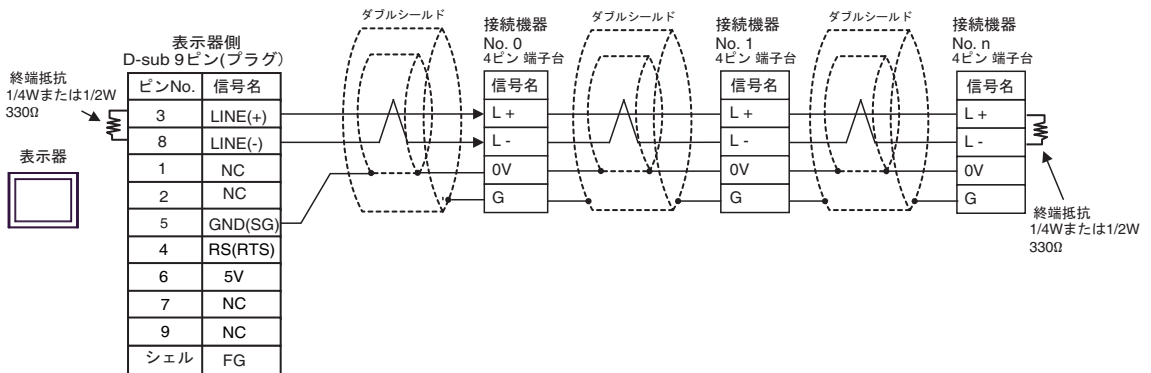 ダブルシールド
ダブルシールド
ダブルシールド
表示器側
D-sub 9ピン(プラグ)
接続機器
No. 0
4ピン 端子台
接続機器
No. 1
4ピン 端子台
接続機器
No. n
4ピン 端子台
終端抵抗
1/4Wまたは1/2W
330Ω
表示器
ピンNo. 信号名
3 LINE(+)
8 LINE(-)
1 NC
2 NC
5 GND(SG)
4 RS(RTS)
6 5V
7 NC
9 NC
シェル FG
信号名
L +
L -
0V
G
信号名
L +
L -
0V
G
信号名
L +
L -
0V
G
終端抵抗
1/4Wまたは1/2W
330Ω